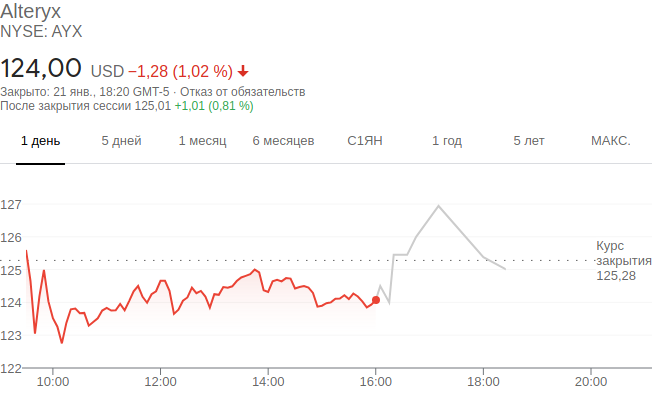 Alteryx
NYSE: AYX
124,00 USD −1,28 (1,02 %)
Закрыто: 21 янв., 18:20 GMT-5 · Отказ от обязательств
После закрытия сессии 125,01 +1,01 (0,81 %)
1 день 5 дней 1 месяц 6 месяцев С1ЯН 1 год 5 лет МАКС.
127
126
Курс
закрытия
125,28
125
124
123
122
10:00 12:00 14:00 16:00 18:00 20:00